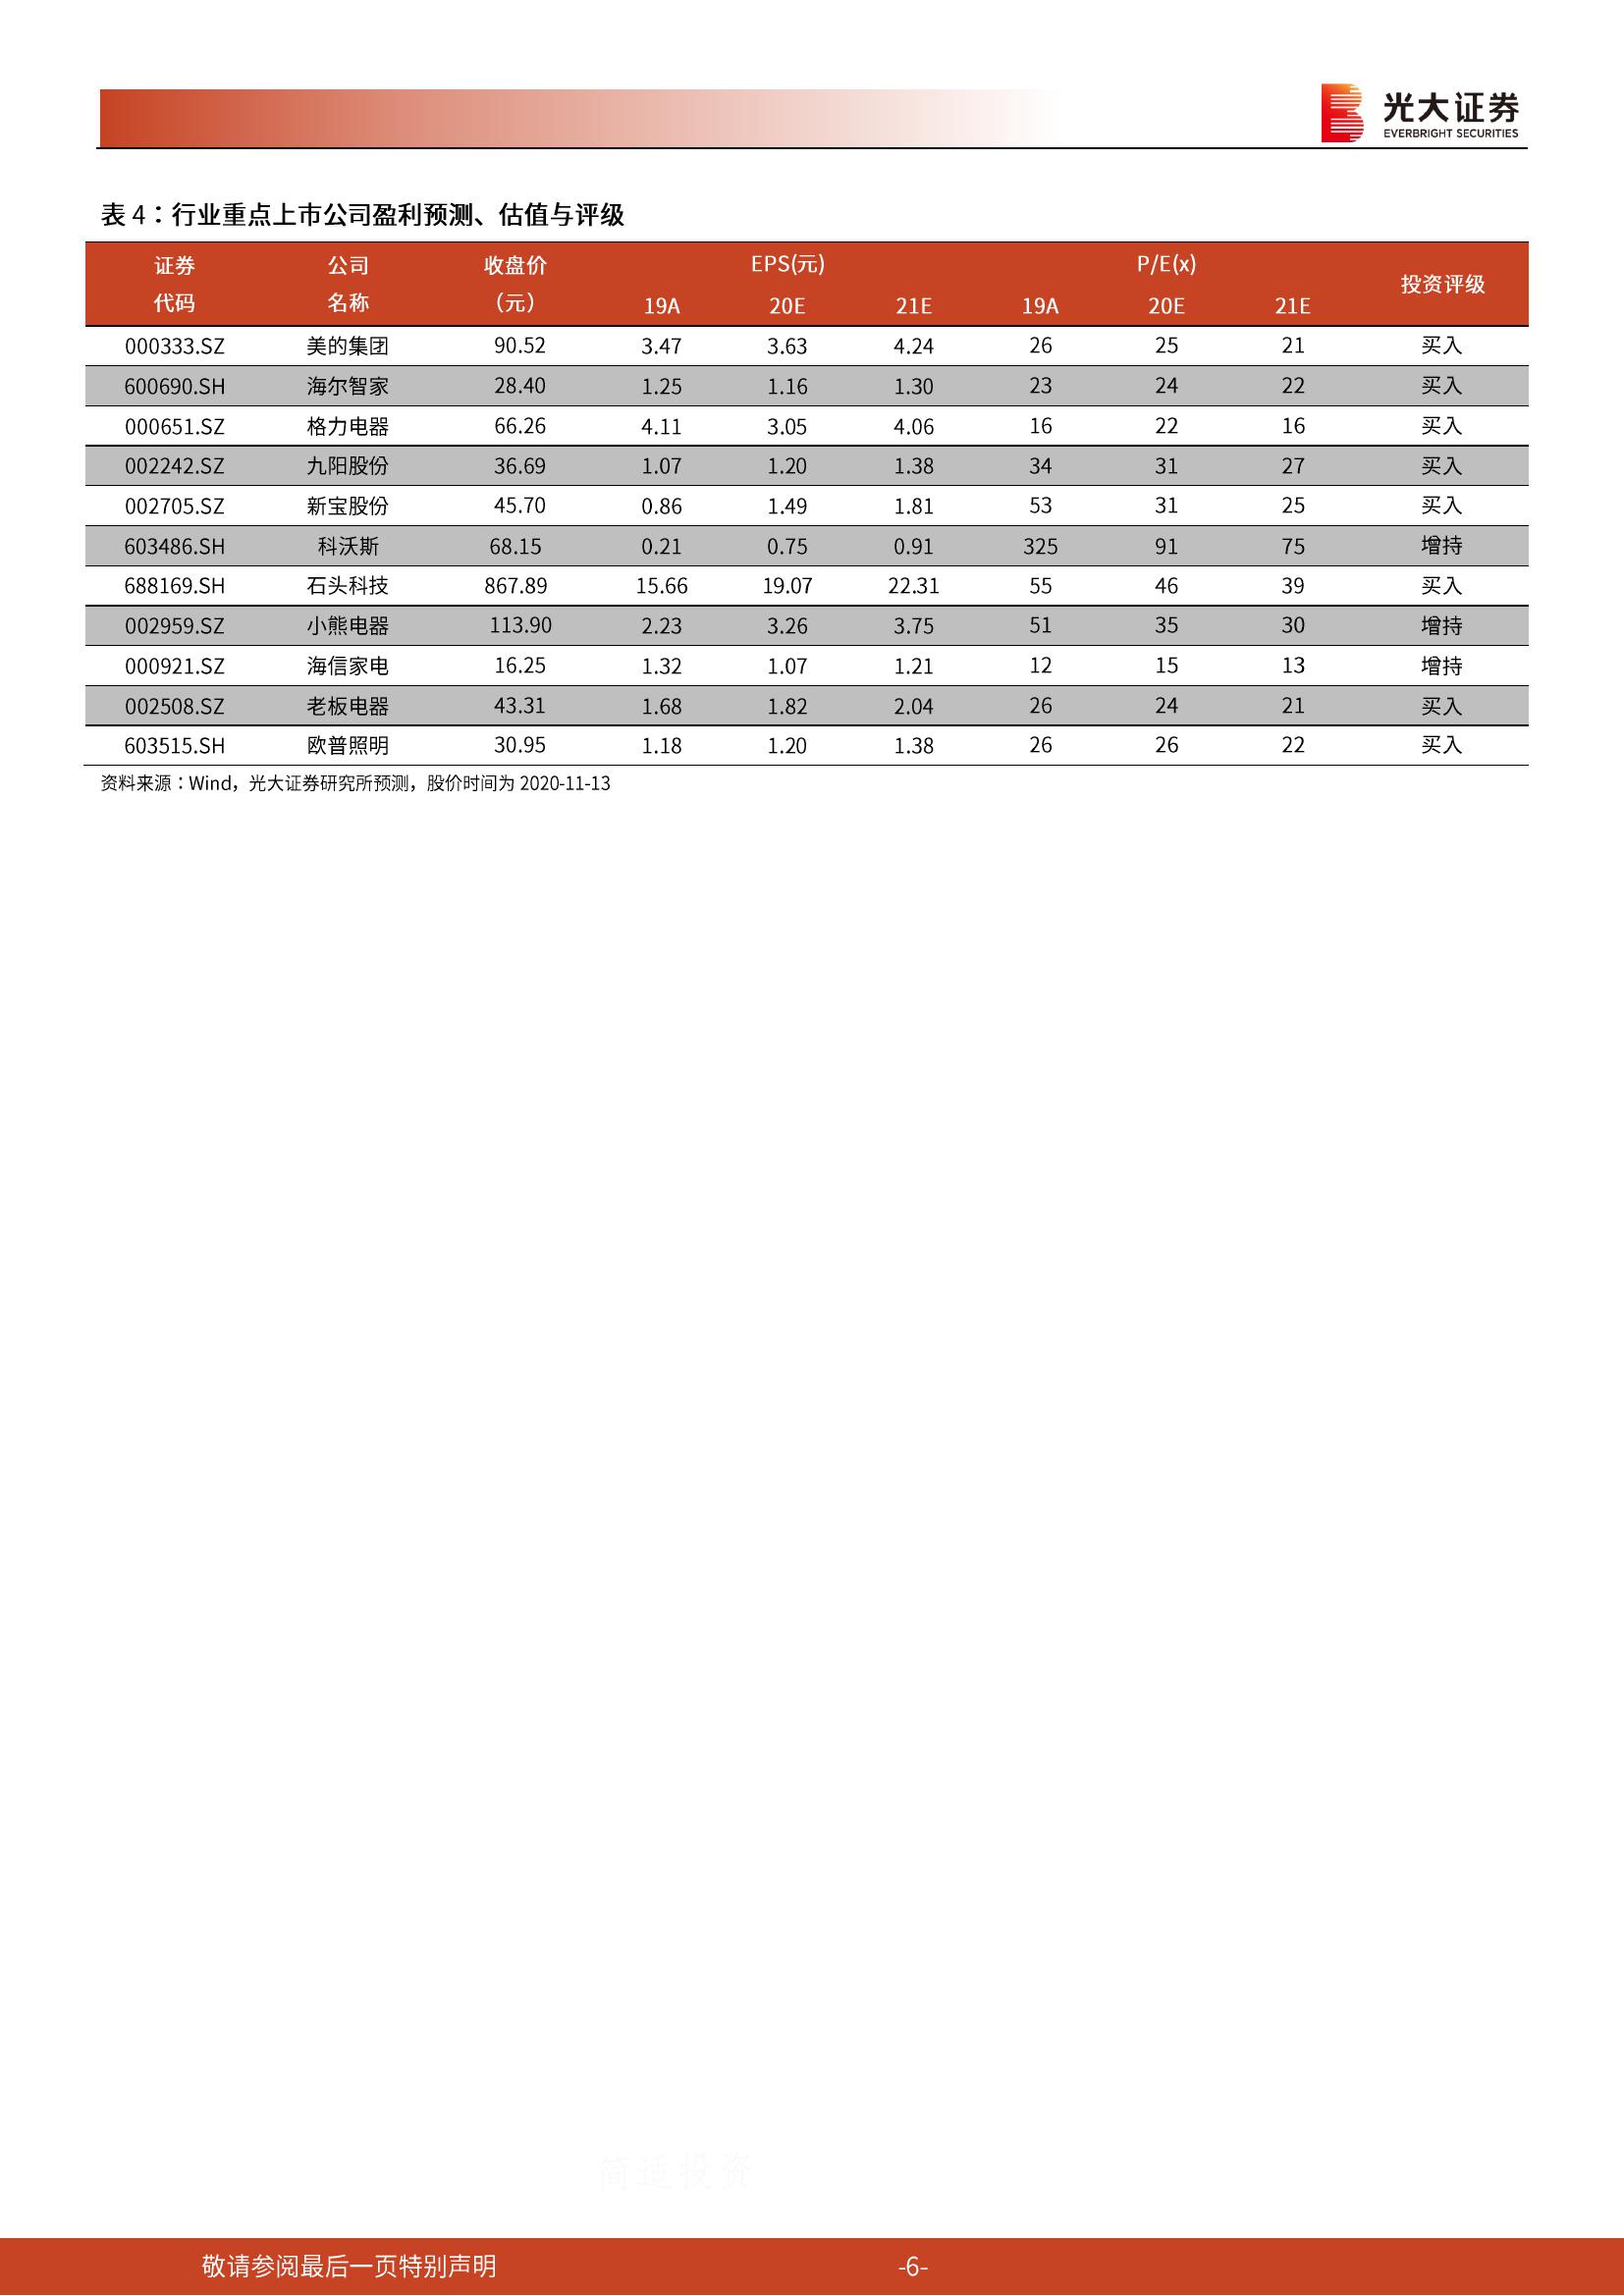 光大证券
EVERBRIGHT SECURITIES
表 4：行业重点上市公司盈利预测、估值与评级
证券 公司 收盘价 EPS(元) P/E(x) 投资评级
代码 名称 （元） 19A 20E 21E 19A 20E 21E
000333.SZ 美的集团 90.52 3.47 3.63 4.24 26 25 21 买入
600690.SH 海尔智家 28.40 1.25 1.16 1.30 23 24 22 买入
000651.SZ 格力电器 66.26 4.11 3.05 4.06 16 22 16 买入
002242.SZ 九阳股份 36.69 1.07 1.20 1.38 34 31 27 买入
002705.SZ 新宝股份 45.70 0.86 1.49 1.81 53 31 25 买入
603486.SH 科沃斯 68.15 0.21 0.75 0.91 325 91 75 增持
688169.SH 石头科技 867.89 15.66 19.07 22.31 55 46 39 买入
002959.SZ 小熊电器 113.90 2.23 3.26 3.75 51 35 30 增持
000921.SZ 海信家电 16.25 1.32 1.07 1.21 12 15 13 增持
002508.SZ 老板电器 43.31 1.68 1.82 2.04 26 24 21 买入
603515.SH 欧普照明 30.95 1.18 1.20 1.38 26 26 22 买入
资料来源：Wind，光大证券研究所预测，股价时间为 2020-11-13
敬请参阅最后一页特别声明 -6-